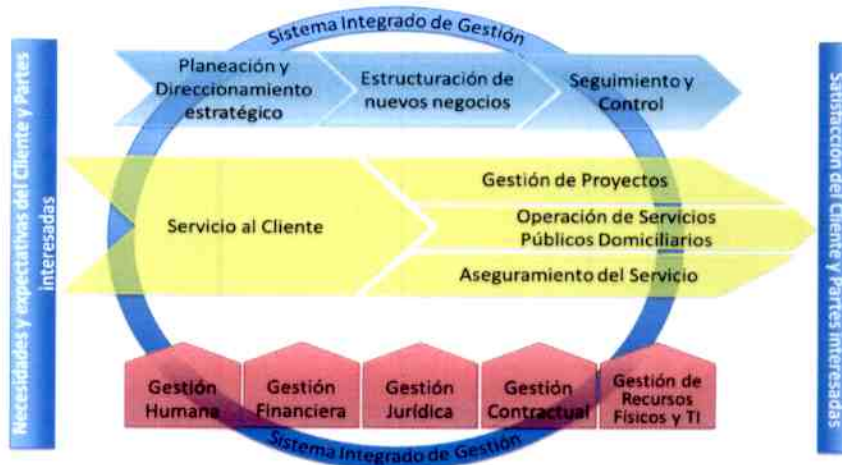 Sistema Integrado de Gestión
Necesidades y expectativas del Cliente y Partes
interesadas
Planeación y
Direccionamiento
estratégico
Estructuración de
nuevos negocios
Seguimiento y
Control
Servicio al Cliente
Gestión de Proyectos
Operación de Servicios
Públicos Domiciliarios
Aseguramiento del Servicio
Gestión
Humana
Gestión
Financiera
Gestión
Jurídica
Gestión
Contractual
Gestión de
Recursos
Físicos y TI
Sistema Integrado de Gestión
Satisfacción del Cliente y Partes interesadas